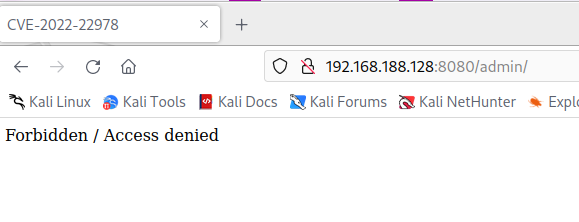 CVE-2022-22978
192.168.188.128:8080/admin/
Kali Linux Kali Tools Kali Docs Kali Forums Kali NetHunter Explo
Forbidden / Access denied